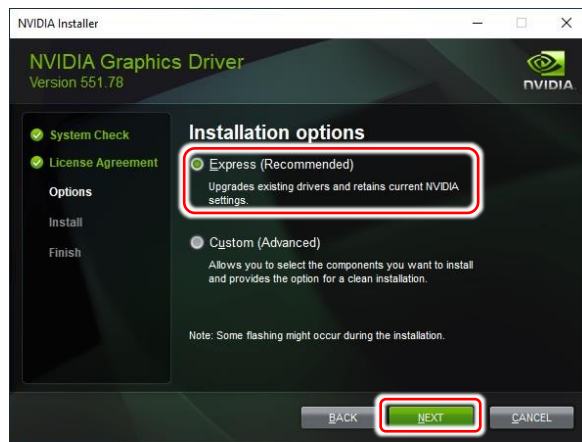 NVIDIA Installer
NVIDIA Graphics Driver
Version 551.78
NVIDIA.
System Check
License Agreement
Options
Install
Finish
Installation options
Express (Recommended)
Upgrades existing drivers and retains current NVIDIA
settings.
Custom (Advanced)
Allows you to select the components you want to install
and provides the option for a clean installation.
Note: Some flashing might occur during the installation.
BACK
NEXT
CANCEL